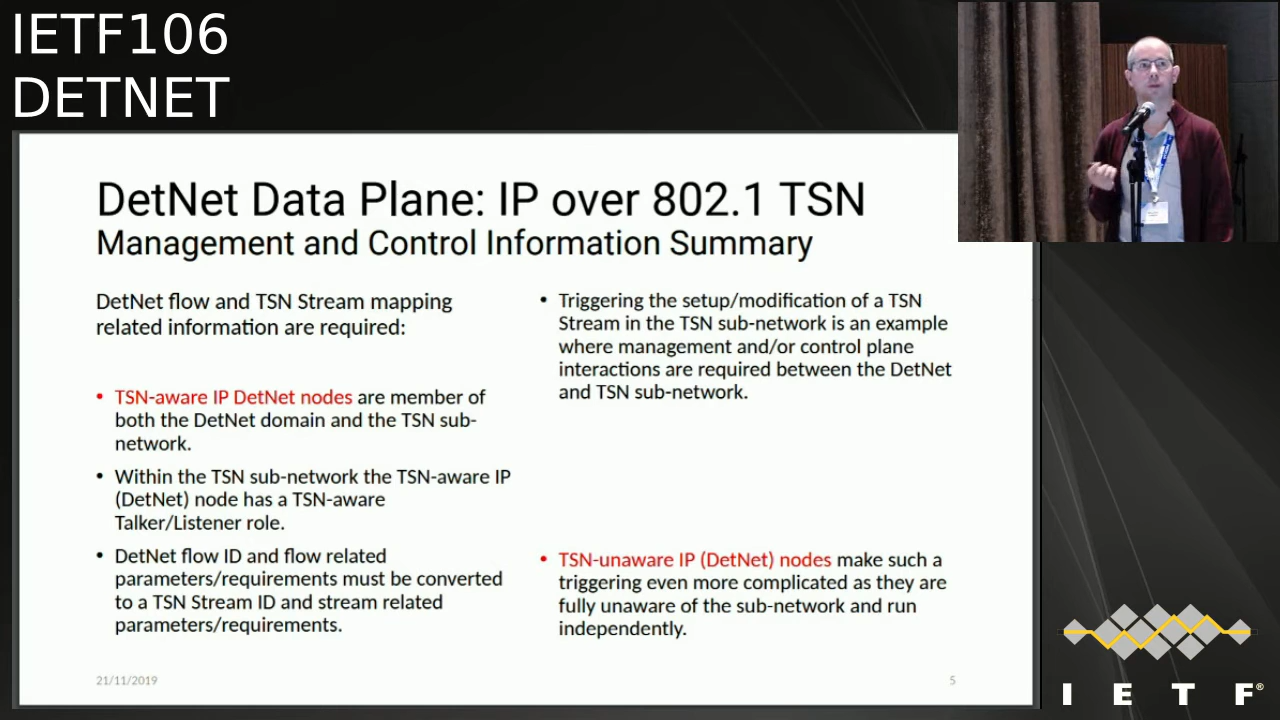 IETF106
DETNET
DetNet Data Plane: IP over 802.1 TSN
Management and Control Information Summary
DetNet flow and TSN Stream mapping
related information are required:
• TSN-aware IP DetNet nodes are member of
both the DetNet domain and the TSN sub-
network.
• Within the TSN sub-network the TSN-aware IP
(DetNet) node has a TSN-aware
Talker/Listener role.
• DetNet flow ID and flow related
parameters/requirements must be converted
to a TSN Stream ID and stream related
parameters/requirements.
• Triggering the setup/modification of a TSN
Stream in the TSN sub-network is an example
where management and/or control plane
interactions are required between the DetNet
and TSN sub-network.
• TSN-unaware IP (DetNet) nodes make such a
triggering even more complicated as they are
fully unaware of the sub-network and run
independently.
21/11/2019
5
I E T F®